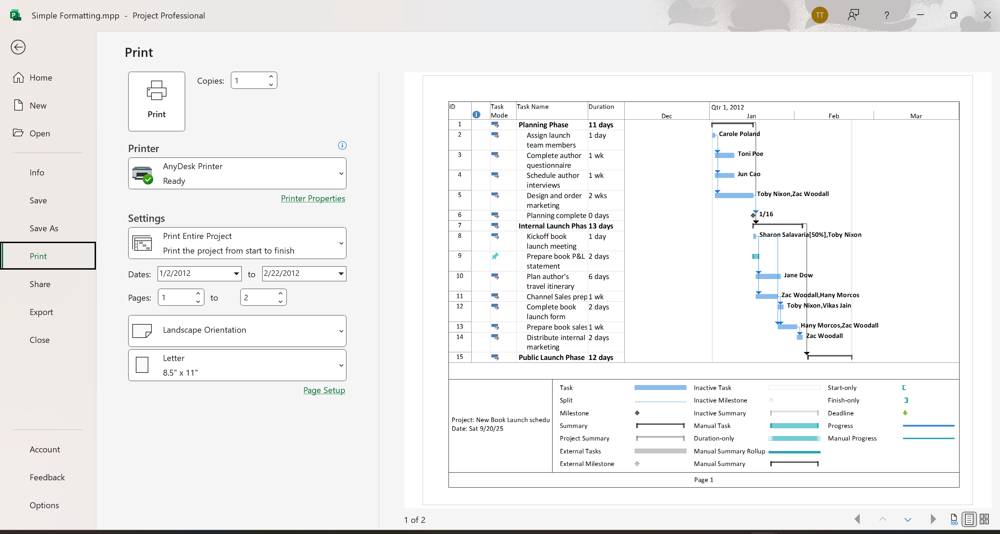 Simple Formatting.mpp - Project Professional
TT
?
Home
New
Open
Info
Save
Save As
Print
Share
Export
Close
Account
Feedback
Options
Print
Print
Copies: 1
Printer
AnyDesk Printer
Ready
Printer Properties
Settings
Print Entire Project
Print the project from start to finish
Dates: 1/2/2012 to 2/22/2012
Pages: 1 to 2
Landscape Orientation
Letter
8.5" x 11"
Page Setup
ID Task Mode Task Name Duration Qtr 1, 2012
Dec Jan Feb Mar
1 Planning Phase 11 days
2 Assign launch 1 day Carole Poland
team members
3 Complete author 1 wk Toni Poe
questionnaire
4 Schedule author 1 wk Jun Cao
interviews
5 Design and order 2 wks Toby Nixon,Zac Woodall
marketing
6 Planning complete 0 days 1/16
7 Internal Launch Phas 13 days
8 Kickoff book 1 day Sharon Salavaria[50%],Toby Nixon
launch meeting
9 Prepare book P&L 2 days
statement
10 Plan author's 6 days Jane Dow
travel itinerary
11 Channel Sales prep 1 wk Zac Woodall,Hany Morcos
12 Complete book 2 days Toby Nixon,Vikas Jain
launch form
13 Prepare book sales 1 wk Hany Morcos,Zac Woodall
14 Distribute internal 2 days Zac Woodall
marketing
15 Public Launch Phase 12 days
Project: New Book Launch schedu
Date: Sat 9/20/25
Task Inactive Task Start-only
Split Inactive Milestone Finish-only
Milestone Inactive Summary Deadline
Summary Manual Task Progress
Project Summary Duration-only Manual Progress
External Tasks Manual Summary Rollup
External Milestone Manual Summary
Page 1
1 of 2
100